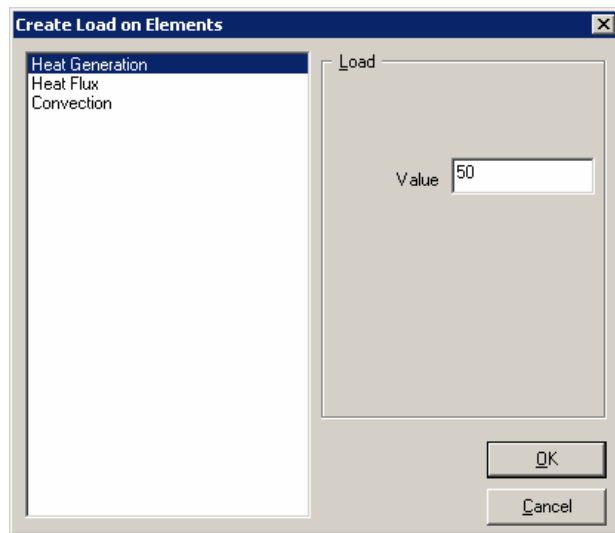 Create Load on Elements
Heat Generation
Heat Flux
Convection
Load
Value 50
OK
Cancel